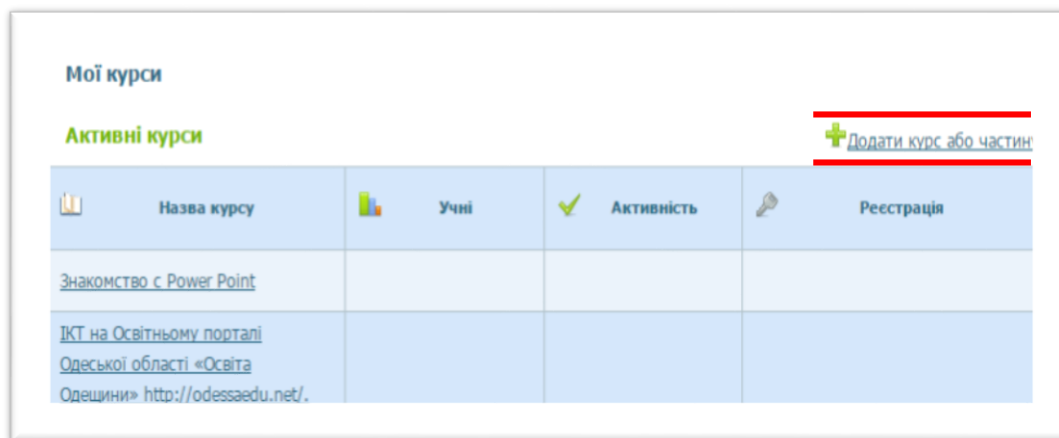 Мої курси
Активні курси
Додати курс або
Назва курсу Учні Активність Реєстрація
Знакомство с Power Point
ІКТ на Освітньому порталі
Одеської області «Освіта
Одещини» http://odessaedu.net/.